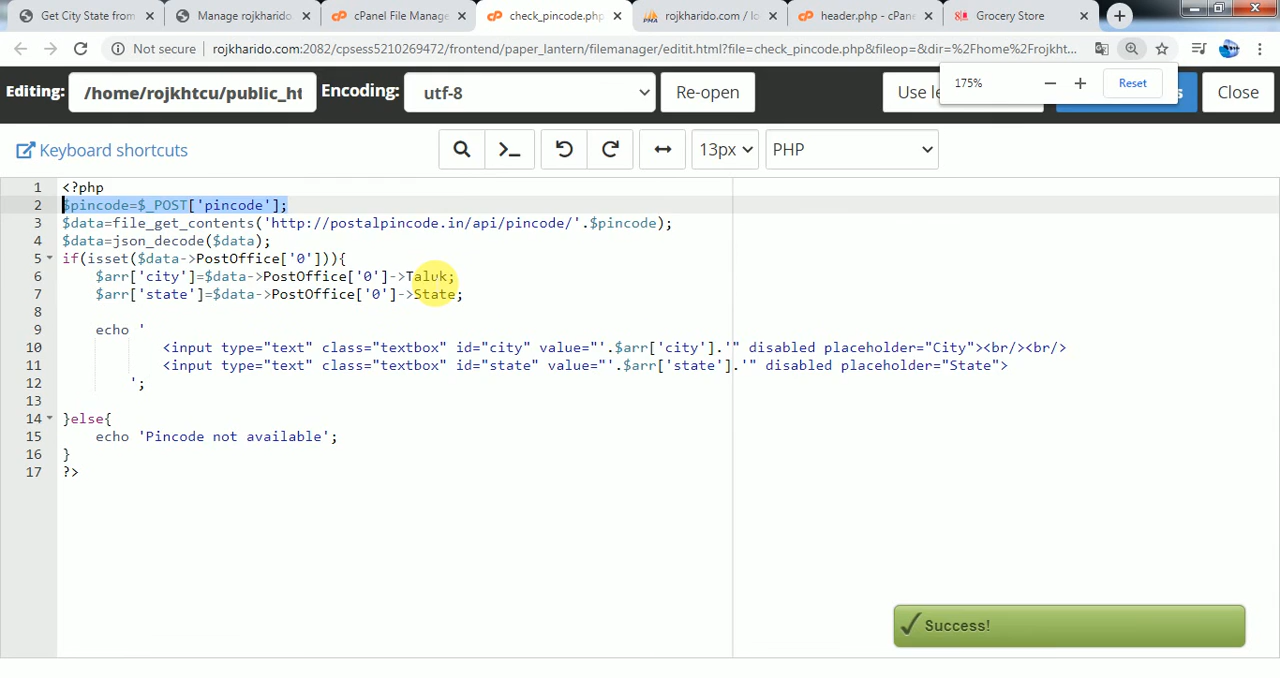 Get City State from
Manage rojkharido
cPanel File Manage
check_pincode.php
rojkharido.com / lo
header.php - cPane
Grocery Store
Not secure
rojkharido.com:2082/cpsess5210269472/frontend/paper_lantern/filemanager/editit.html?file=check_pincode.php&fileop=&dir=%2Fhome%2Frojkht...
175%
Reset
Editing:
/home/rojkhtcu/public_ht
Encoding:
utf-8
Re-open
Use le
s
Close
Keyboard shortcuts
13px
PHP
1 <?php
2 $pincode=$_POST['pincode'];
3 $data=file_get_contents('http://postalpincode.in/api/pincode/'.$pincode);
4 $data=json_decode($data);
5 if(isset($data->PostOffice['0'])){
6 $arr['city']=$data->PostOffice['0']->Taluk;
7 $arr['state']=$data->PostOffice['0']->State;
8
9 echo '
10 <input type="text" class="textbox" id="city" value="'.$arr['city'].'" disabled placeholder="City"><br/><br/>
11 <input type="text" class="textbox" id="state" value="'.$arr['state'].'" disabled placeholder="State">
12 ';
13
14 }else{
15 echo 'Pincode not available';
16 }
17 ?>
Success!